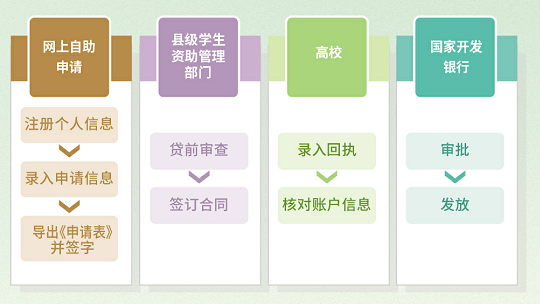 网上自助
申请
注册个人信息
录入申请信息
导出《申请表》
并签字
县级学生
资助管理
部门
贷前审查
签订合同
高校
录入回执
核对账户信息
国家开发
银行
审批
发放